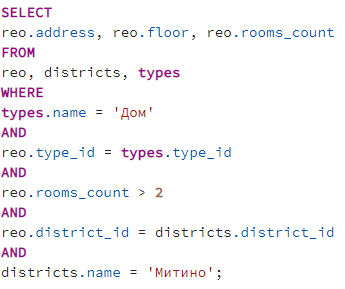 SELECT
reo.address, reo.floor, reo.rooms_count
FROM
reo, districts, types
WHERE
types.name = 'Дом'
AND
reo.type_id = types.type_id
AND
reo.rooms_count > 2
AND
reo.district_id = districts.district_id
AND
districts.name = 'Митино';